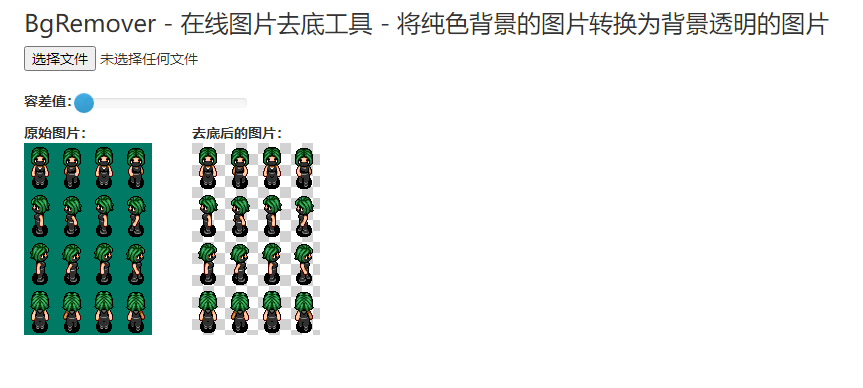 BgRemover - 在线图片去底工具 - 将纯色背景的图片转换为背景透明的图片
选择文件 未选择任何文件
容差值:
原始图片: 去底后的图片: